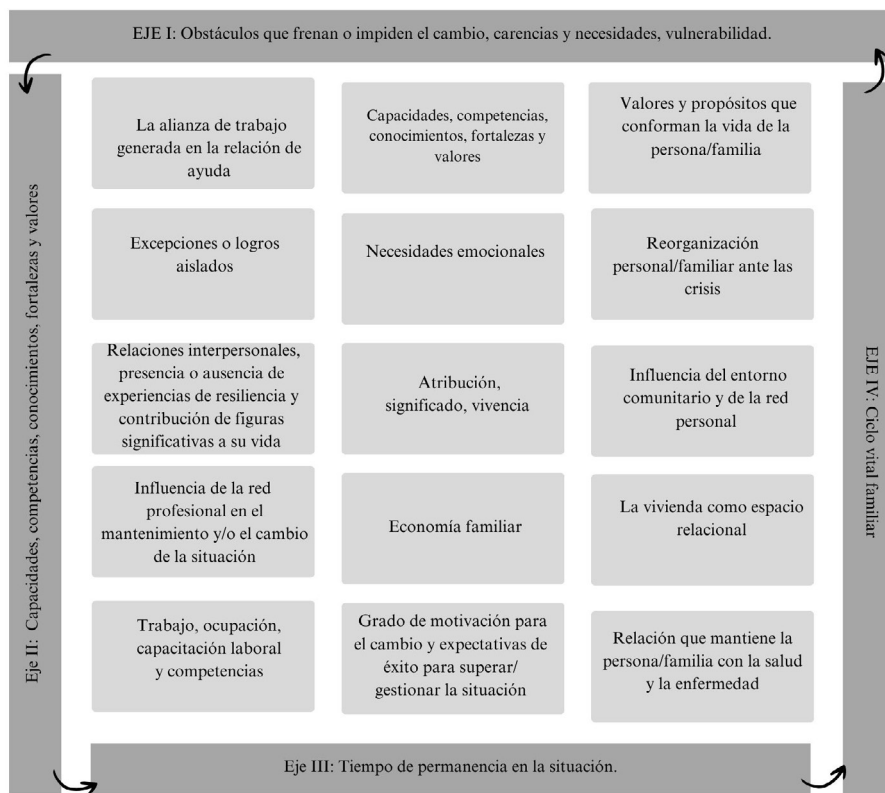 EJE I: Obstáculos que frenan o impiden el cambio, carencias y necesidades, vulnerabilidad.
Eje II: Capacidades, competencias, conocimientos, fortalezas y valores
La alianza de trabajo
generada en la relación de
ayuda
Capacidades, competencias,
conocimientos, fortalezas y
valores
Valores y propósitos que
conforman la vida de la
persona/familia
Excepciones o logros
aislados
Necesidades emocionales
Reorganización
personal/familiar ante las
crisis
Relaciones interpersonales,
presencia o ausencia de
experiencias de resiliencia y
contribución de figuras
significativas a su vida
Atribución,
significado, vivencia
Influencia del entorno
comunitario y de la red
personal
Influencia de la red
profesional en el
mantenimiento y/o el cambio
de la situación
Economía familiar
La vivienda como espacio
relacional
Trabajo, ocupación,
capacitación laboral
y competencias
Grado de motivación para
el cambio y expectativas de
éxito para superar/
gestionar la situación
Relación que mantiene la
persona/familia con la salud
y la enfermedad
EJE IV: Ciclo vital familiar
Eje III: Tiempo de permanencia en la situación.